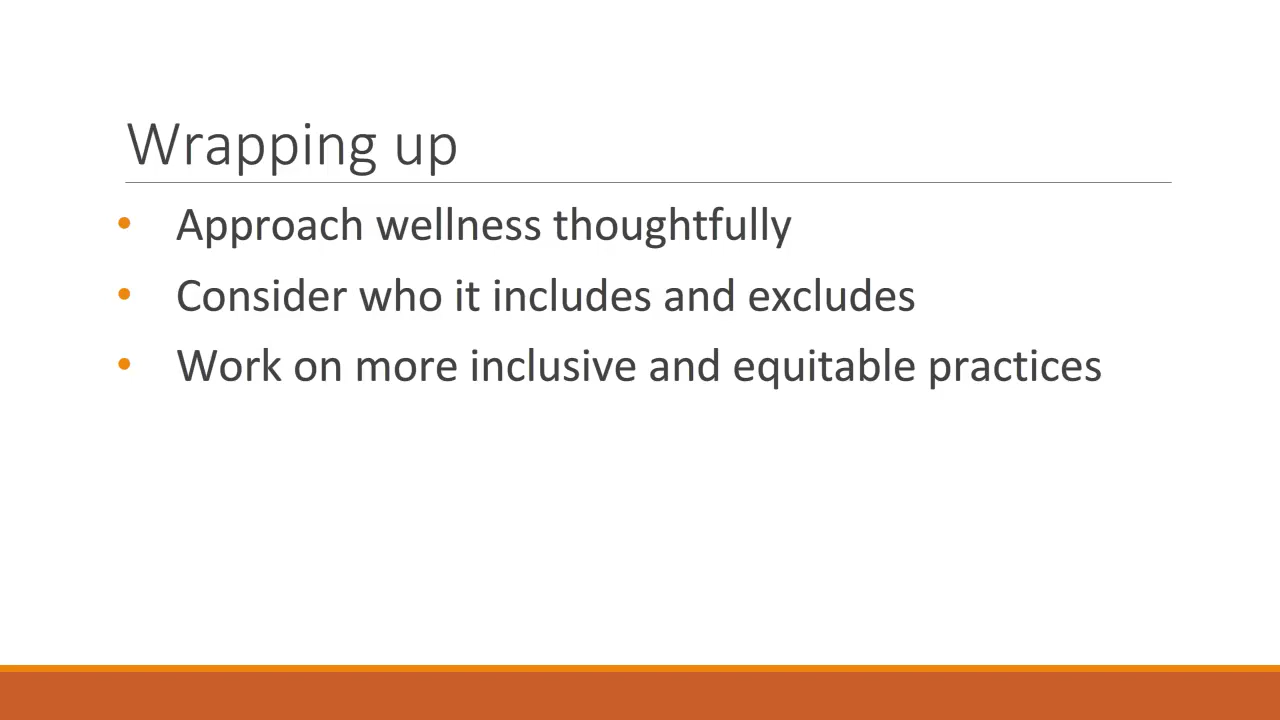 Wrapping up
• Approach wellness thoughtfully
• Consider who it includes and excludes
• Work on more inclusive and equitable practices